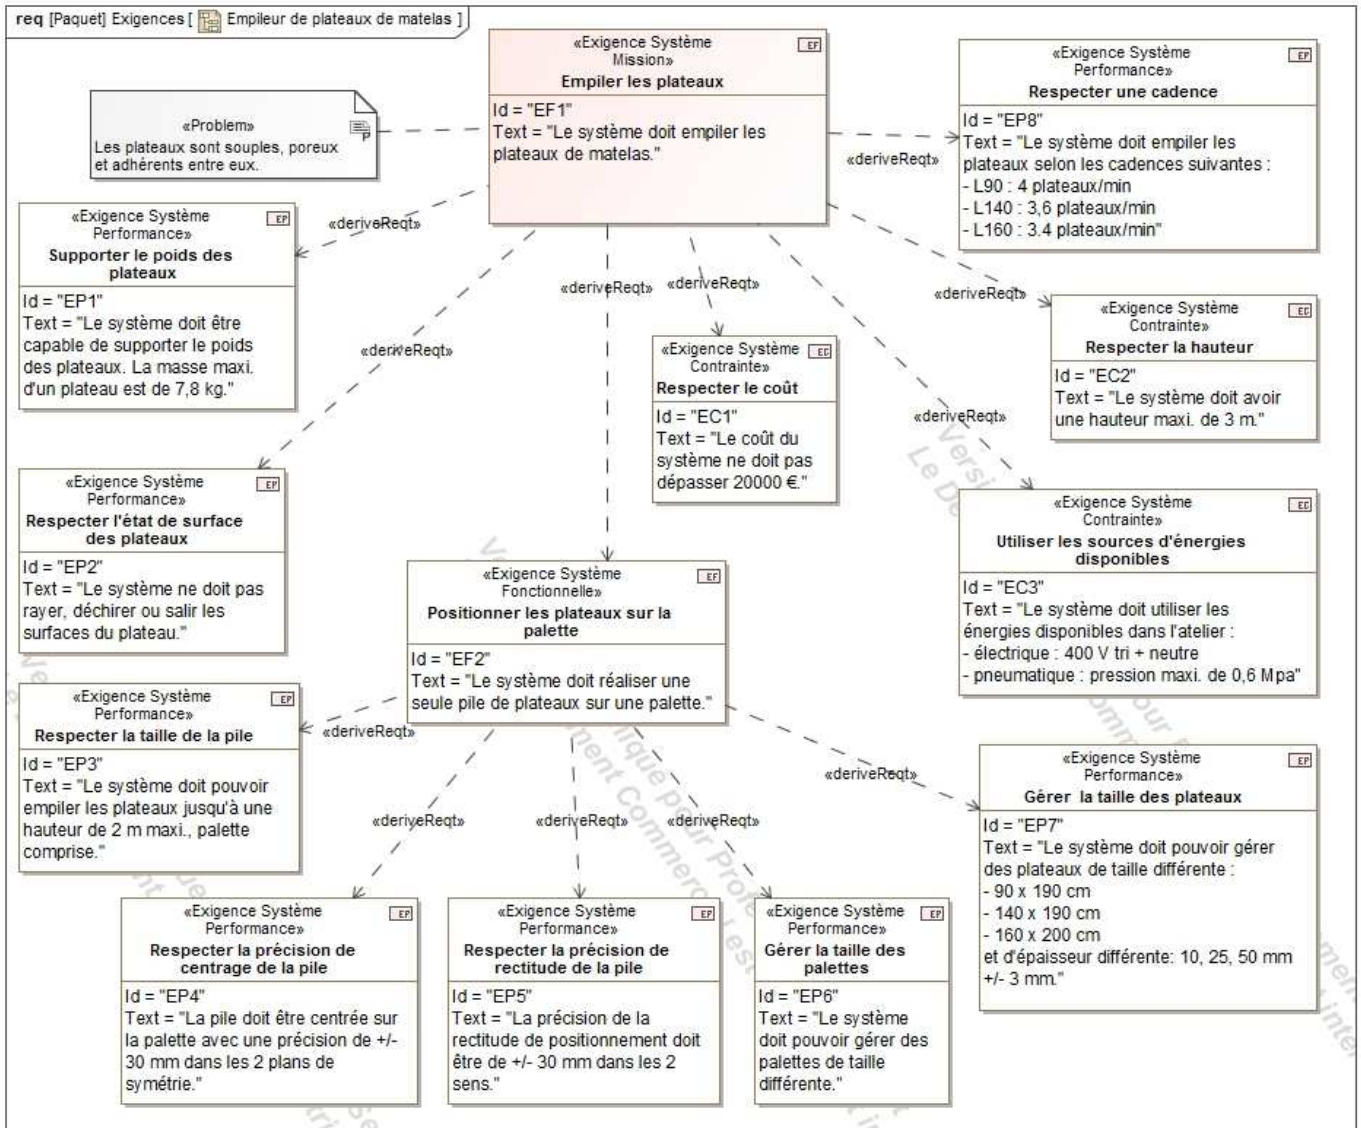 req [Paquet] Exigences [ Empileur de plateaux de matelas ]
«Exigence Système
Mission»
EF
Empiler les plateaux
Id = "EF1"
Text = "Le système doit empiler les
plateaux de matelas."
«Exigence Système
Performance»
EP
Respecter une cadence
Id = "EP8"
Text = "Le système doit empiler les
plateaux selon les cadences suivantes :
- L90 : 4 plateaux/min
- L140 : 3,6 plateaux/min
- L160 : 3.4 plateaux/min"
«Problem»
P
Les plateaux sont souples, poreux
et adhérents entre eux.
«deriveReqt»
«deriveReqt»
«Exigence Système
Performance»
EP
Supporter le poids des
plateaux
Id = "EP1"
Text = "Le système doit être
capable de supporter le poids
des plateaux. La masse maxi.
d'un plateau est de 7,8 kg."
«deriveReqt»
«deriveReqt»
«deriveReqt»
«deriveReqt»
«deriveReqt»
«Exigence Système
Contrainte»
EC
Respecter la hauteur
Id = "EC2"
Text = "Le système doit avoir
une hauteur maxi. de 3 m."
«Exigence Système
Contrainte»
EC
Respecter le coût
Id = "EC1"
Text = "Le coût du
système ne doit pas
dépasser 20000 €."
«deriveReqt»
«Exigence Système
Performance»
EP
Respecter l'état de surface
des plateaux
Id = "EP2"
Text = "Le système ne doit pas
rayer, déchirer ou salir les
surfaces du plateau."
«Exigence Système
Contrainte»
EC
Utiliser les sources d'énergies
disponibles
Id = "EC3"
Text = "Le système doit utiliser les
énergies disponibles dans l'atelier :
- électrique : 400 V tri + neutre
- pneumatique : pression maxi. de 0,6 Mpa"
«Exigence Système
Fonctionnelle»
EF
Positionner les plateaux sur la
palette
Id = "EF2"
Text = "Le système doit réaliser une
seule pile de plateaux sur une palette."
«Exigence Système
Performance»
EP
Respecter la taille de la pile
Id = "EP3"
Text = "Le système doit pouvoir
empiler les plateaux jusqu'à une
hauteur de 2 m maxi., palette
comprise."
«deriveReqt»
«deriveReqt»
«deriveReqt»
«deriveReqt»
«deriveReqt»
«Exigence Système
Performance»
EP
Gérer la taille des plateaux
Id = "EP7"
Text = "Le système doit pouvoir gérer
des plateaux de taille différente :
- 90 x 190 cm
- 140 x 190 cm
- 160 x 200 cm
et d'épaisseur différente: 10, 25, 50 mm
+/- 3 mm."
«Exigence Système
Performance»
EP
Respecter la précision de
centrage de la pile
Id = "EP4"
Text = "La pile doit être centrée sur
la palette avec une précision de +/-
30 mm dans les 2 plans de
symétrie."
«Exigence Système
Performance»
EP
Respecter la précision de
rectitude de la pile
Id = "EP5"
Text = "La précision de la
rectitude de positionnement doit
être de +/- 30 mm dans les 2
sens."
«Exigence Système
Performance»
EP
Gérer la taille des
palettes
Id = "EP6"
Text = "Le système
doit pouvoir gérer des
palettes de taille
différente."